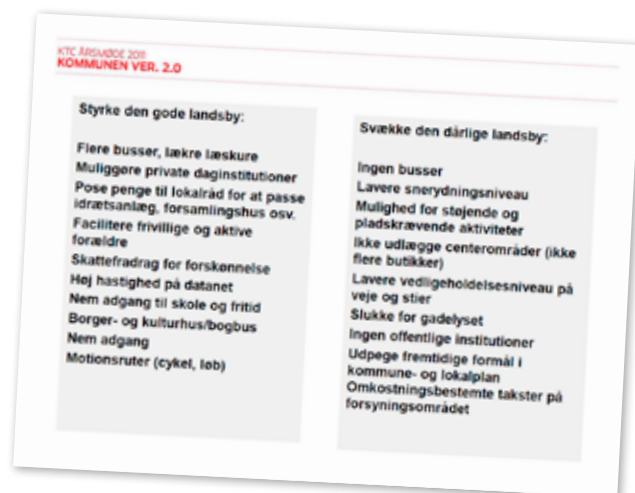 KTC ÅRSMØDE 2011
KOMMUNEN VER. 2.0
Styrke den gode landsby:
Flere busser, lækre læskure
Muliggøre private daginstitutioner
Pose penge til lokalråd for at passe
idrætsanlæg, forsamlingshus osv.
Facilitere frivillige og aktive
forældre
Skattefradrag for forskønnelse
Høj hastighed på datanet
Nem adgang til skole og fritid
Borger- og kulturhus/bogbus
Nem adgang
Motionsruter (cykel, løb)
Svække den dårlige landsby:
Ingen busser
Lavere snerydningsniveau
Mulighed for støjende og
pladskrævende aktiviteter
Ikke udlægge centerområder (ikke
flere butikker)
Lavere vedligeholdelsesniveau på
veje og stier
Slukke for gadelyset
Ingen offentlige institutioner
Udpege fremtidige formål i
kommune- og lokalplan
Omkostningsbestemte takster på
forsyningsområdet